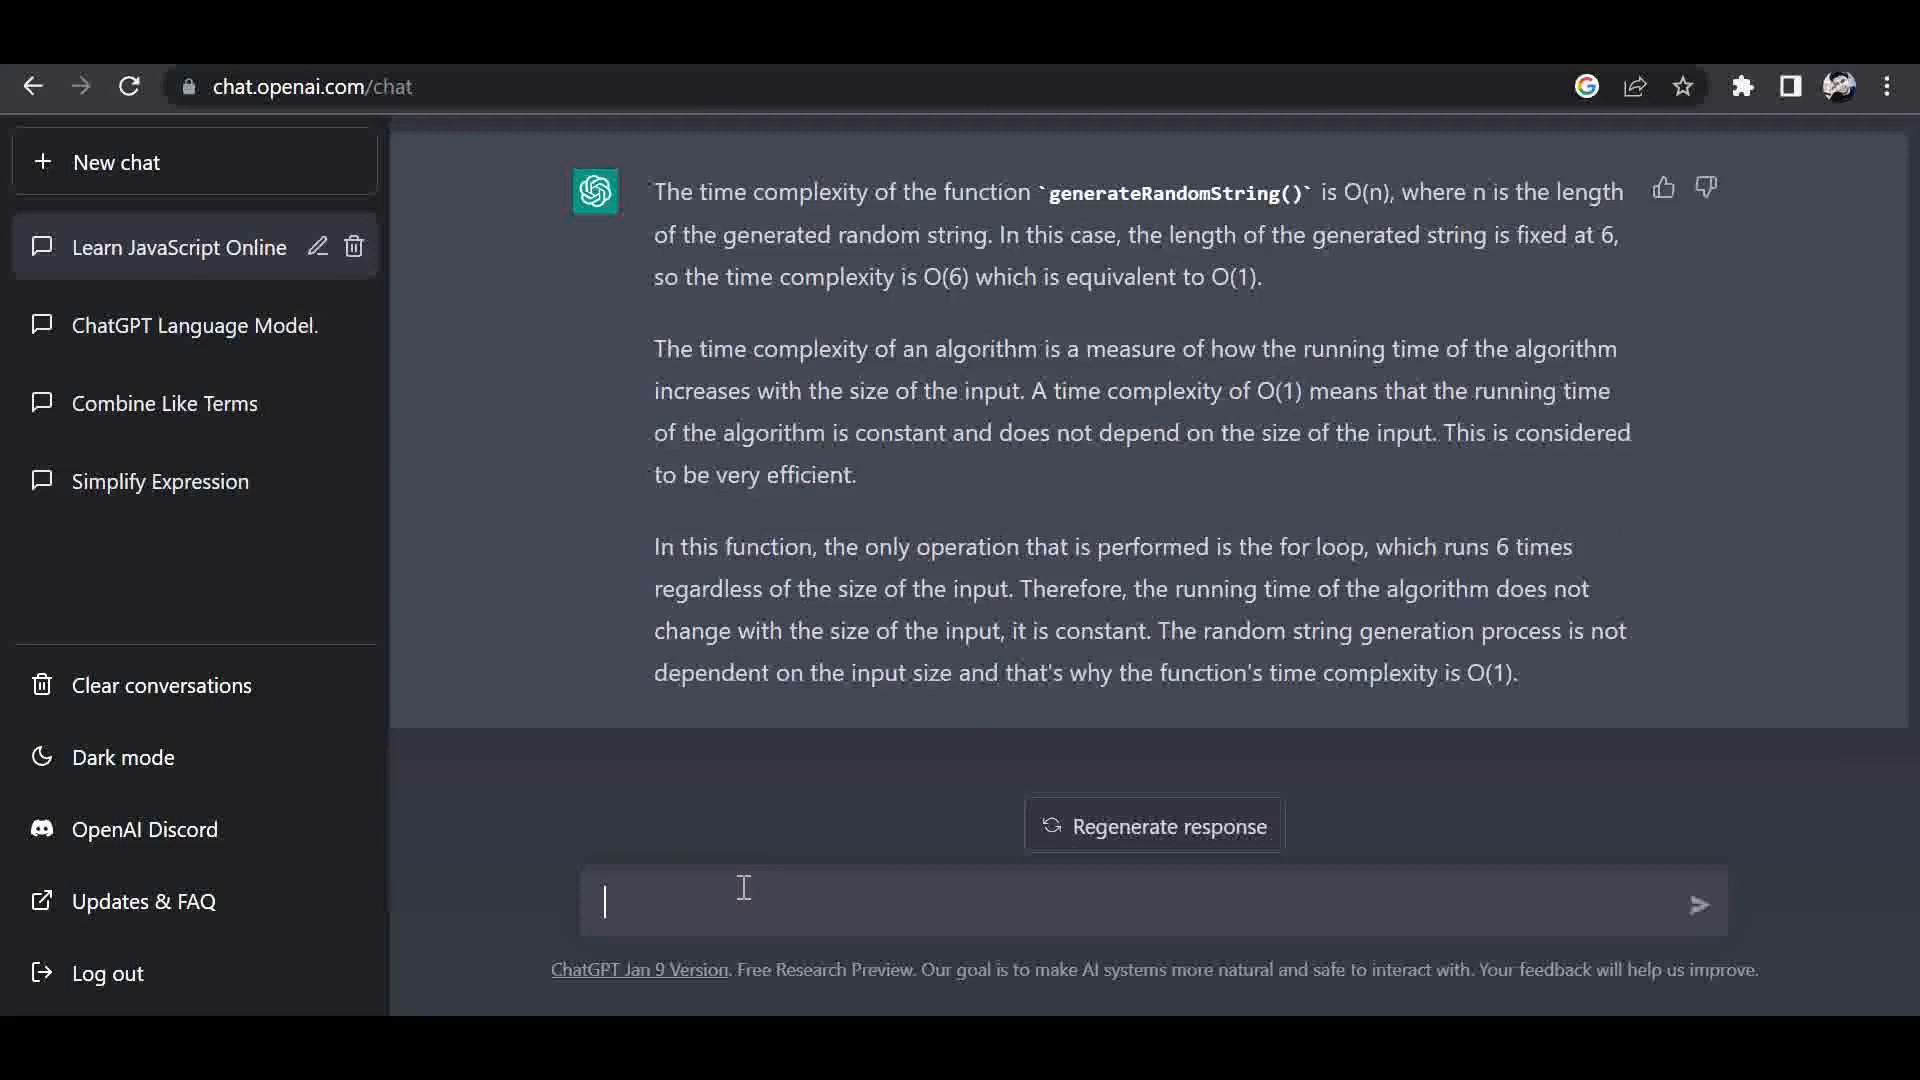 chat.openai.com/chat
New chat
Learn JavaScript Online
ChatGPT Language Model.
Combine Like Terms
Simplify Expression
Clear conversations
Dark mode
OpenAI Discord
Updates & FAQ
Log out
The time complexity of the function `generateRandomString()` is O(n), where n is the length
of the generated random string. In this case, the length of the generated string is fixed at 6,
so the time complexity is O(6) which is equivalent to O(1).
The time complexity of an algorithm is a measure of how the running time of the algorithm
increases with the size of the input. A time complexity of O(1) means that the running time
of the algorithm is constant and does not depend on the size of the input. This is considered
to be very efficient.
In this function, the only operation that is performed is the for loop, which runs 6 times
regardless of the size of the input. Therefore, the running time of the algorithm does not
change with the size of the input, it is constant. The random string generation process is not
dependent on the input size and that's why the function's time complexity is O(1).
Regenerate response
ChatGPT Jan 9 Version. Free Research Preview. Our goal is to make AI systems more natural and safe to interact with. Your feedback will help us improve.